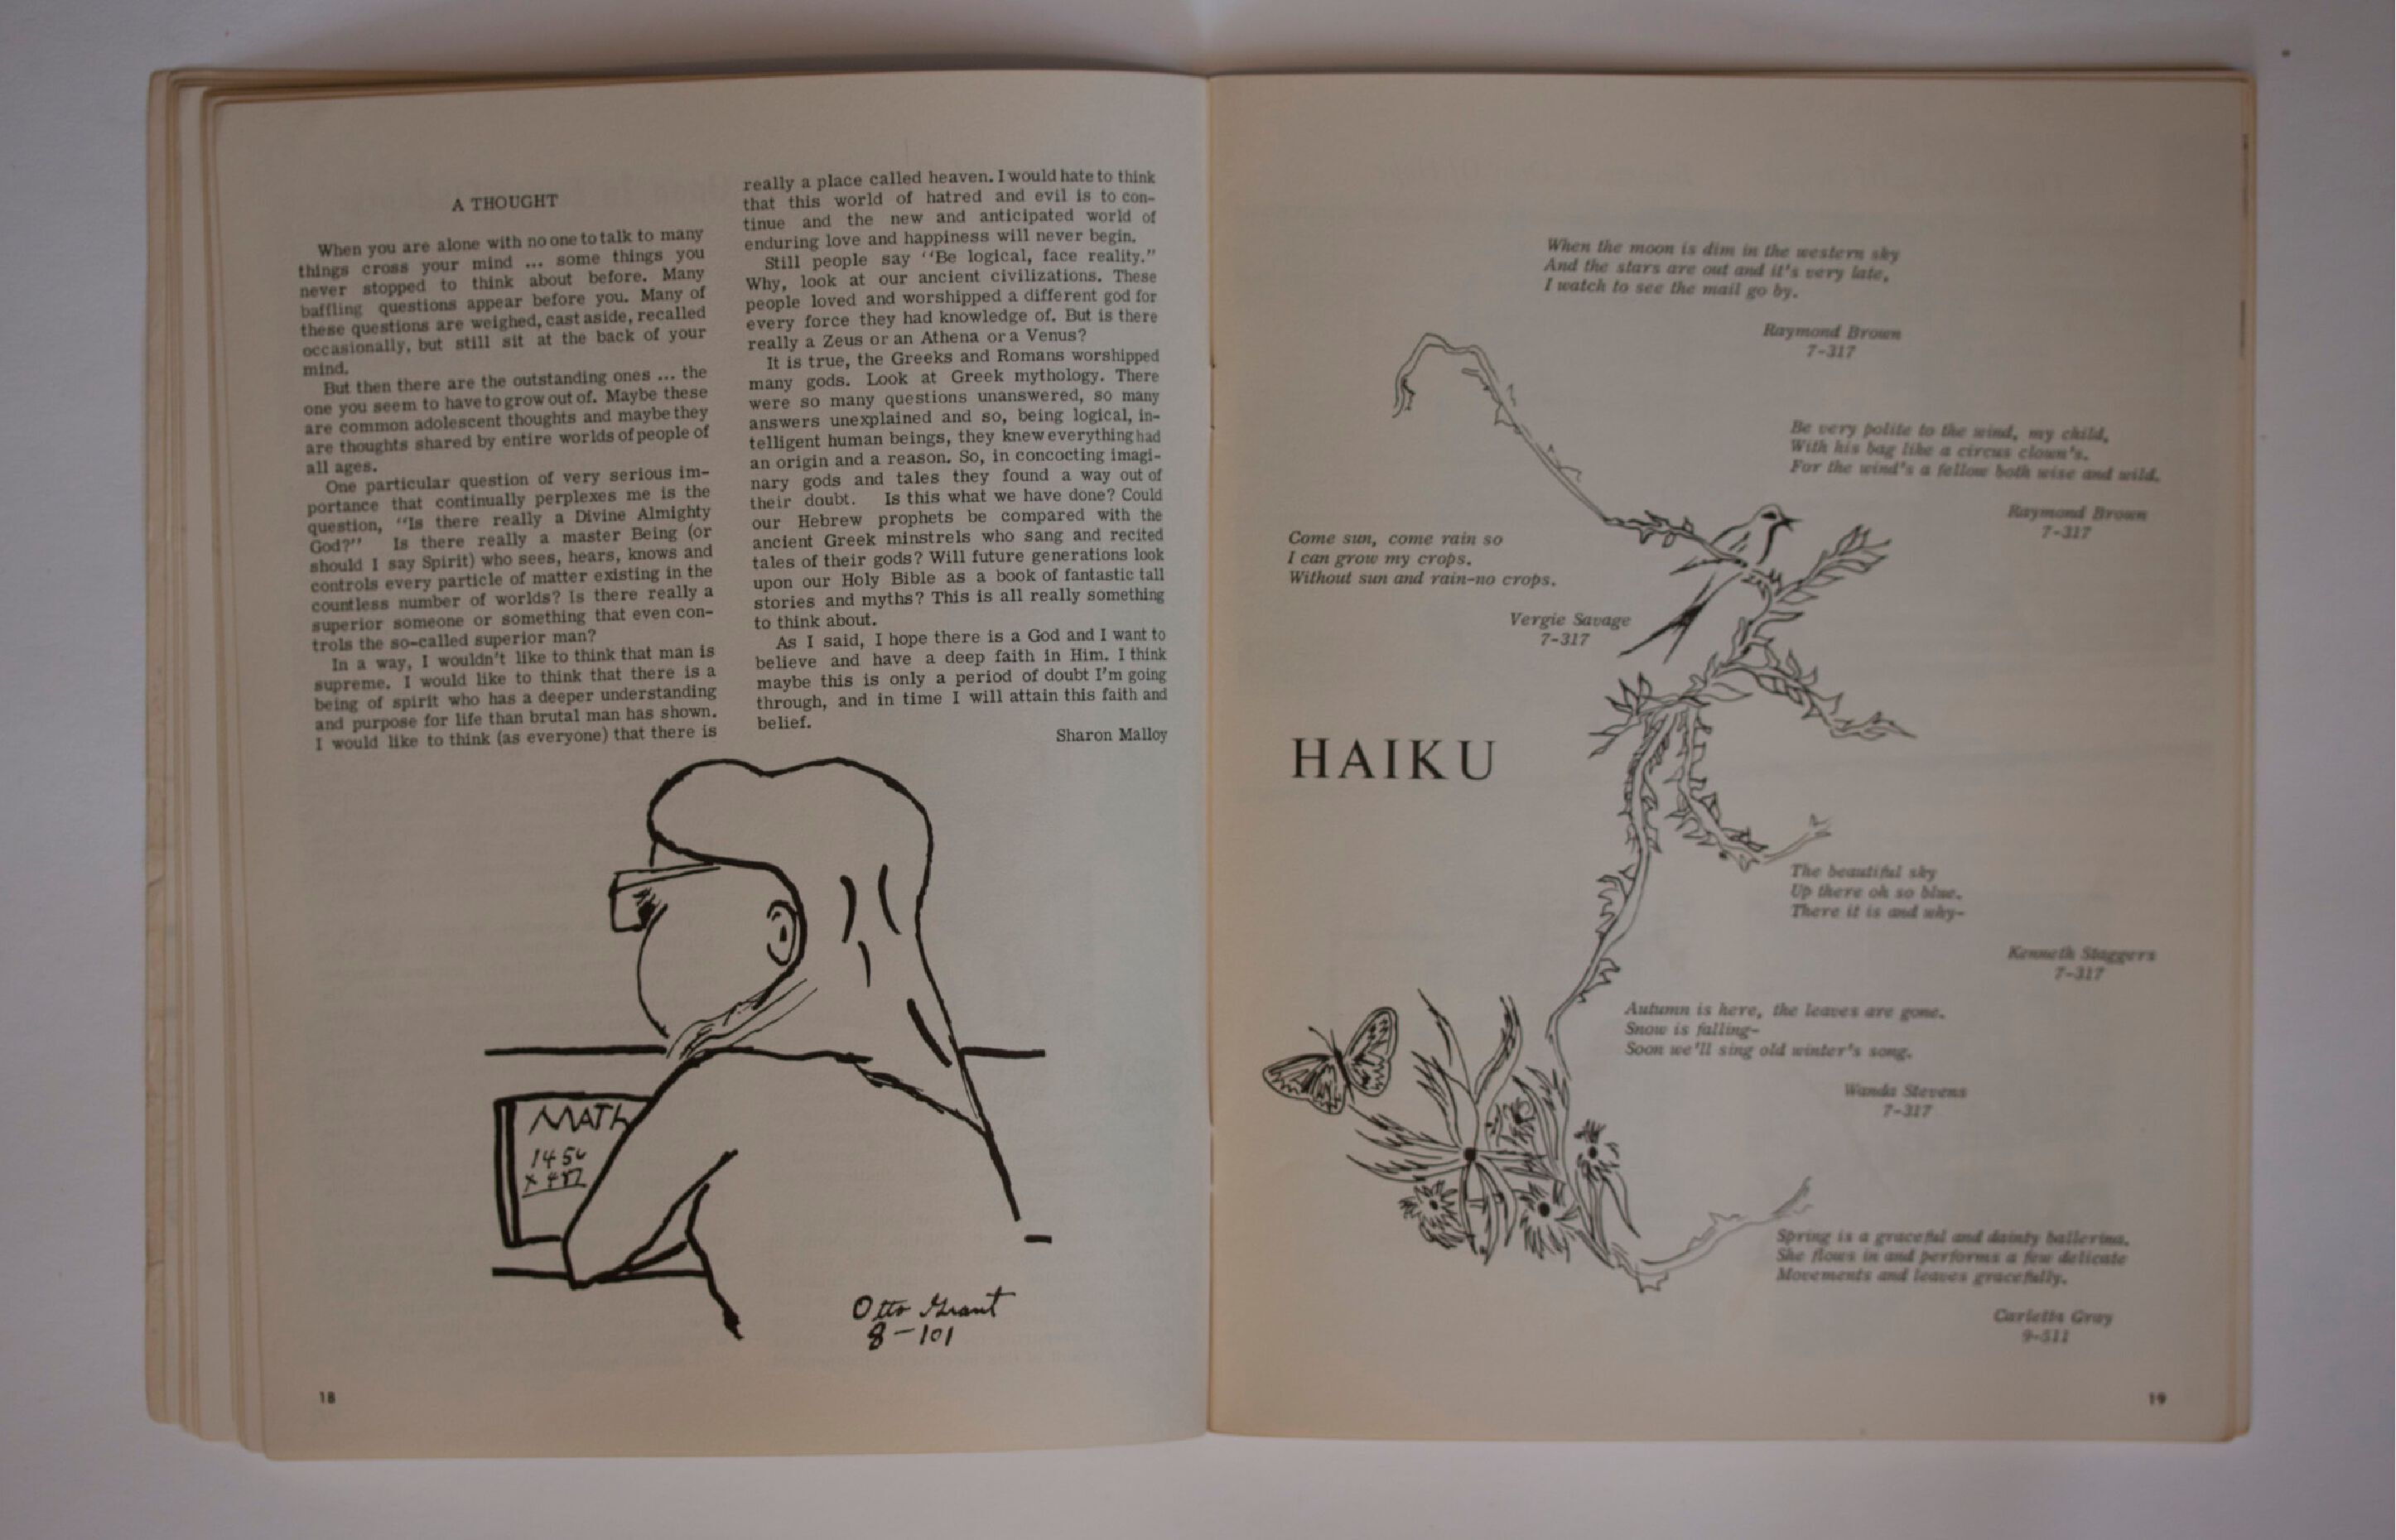 A THOUGHT
When you are alone with no one to talk to many
things cross your mind ... some things you
never stopped to think about before. Many
baffling questions appear before you. Many of
these questions are weighed, cast aside, recalled
occasionally, but still sit at the back of your
mind.
But then there are the outstanding ones ... the
one you seem to have to grow out of. Maybe these
are common adolescent thoughts and maybe they
are thoughts shared by entire worlds of people of
all ages.
One particular question of very serious im-
portance that continually perplexes me is the
question, "Is there really a Divine Almighty
God?" Is there really a master Being (or
should I say Spirit) who sees, hears, knows and
controls every particle of matter existing in the
countless number of worlds? Is there really a
superior someone or something that even con-
trols the so-called superior man?
In a way, I wouldn't like to think that man is
supreme. I would like to think that there is a
being of spirit who has a deeper understanding
and purpose for life than brutal man has shown.
I would like to think (as everyone) that there is
really a place called heaven. I would hate to think
that this world of hatred and evil is to con-
tinue and the new and anticipated world of
enduring love and happiness will never begin.
Still people say "Be logical, face reality."
Why, look at our ancient civilizations. These
people loved and worshipped a different god for
every force they had knowledge of. But is there
really a Zeus or an Athena or a Venus?
It is true, the Greeks and Romans worshipped
many gods. Look at Greek mythology. There
were so many questions unanswered, so many
answers unexplained and so, being logical, in-
telligent human beings, they knew everything had
an origin and a reason. So, in concocting imagi-
nary gods and tales they found a way out of
their doubt. Is this what we have done? Could
our Hebrew prophets be compared with the
ancient Greek minstrels who sang and recited
tales of their gods? Will future generations look
upon our Holy Bible as a book of fantastic tall
stories and myths? This is all really something
to think about.
As I said, I hope there is a God and I want to
believe and have a deep faith in Him. I think
maybe this is only a period of doubt I'm going
through, and in time I will attain this faith and
belief.
Sharon Malloy
MATH
145
x
Otto Grant
8-101
18
When the moon is dim in the western sky
And the stars are out and it's very late,
I watch to see the mail go by.
Raymond Brown
7-317
Be very polite to the wind, my child,
With his bag like a circus clown's.
For the wind's a fellow both wise and wild.
Raymond Brown
7-317
Come sun, come rain so
I can grow my crops.
Without sun and rain-no crops.
Vergie Savage
7-317
HAIKU
The beautiful sky
Up there oh so blue.
There it is and why-
Kenneth Staggers
7-317
Autumn is here, the leaves are gone.
Snow is falling-
Soon we'll sing old winter's song.
Wanda Stevens
7-317
Spring is a graceful and dainty ballerina.
She flows in and performs a few delicate
Movements and leaves gracefully.
Carletta Gray
9-511
19